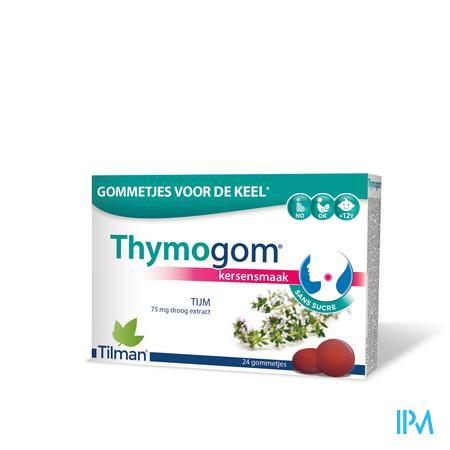 GOMMETJES VOOR DE KEEL*
NO OK +12Y
Thymogom®
kersensmaak
SANS SUCRE
TIJM
75 mg droog extract
24 gommetjes
Tilman®
IPM